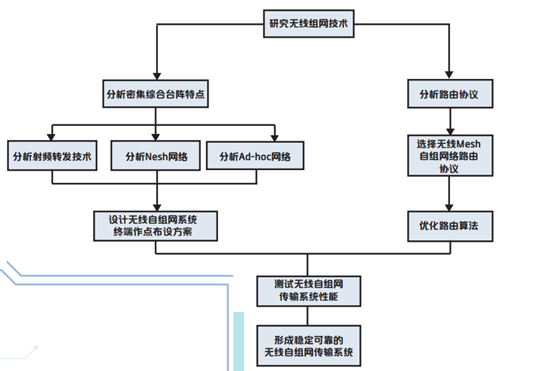 研究无线组网技术
分析密集综合台阵特点
分析路由协议
分析射频转发技术
分析Nesh网络
分析Ad-hoc网络
选择无线Mesh
自组网络路由
协议
设计无线自组网系统
终端作点布设方案
优化路由算法
测试无线自组网
传输系统性能
形成稳定可靠的
无线自组网传输系统